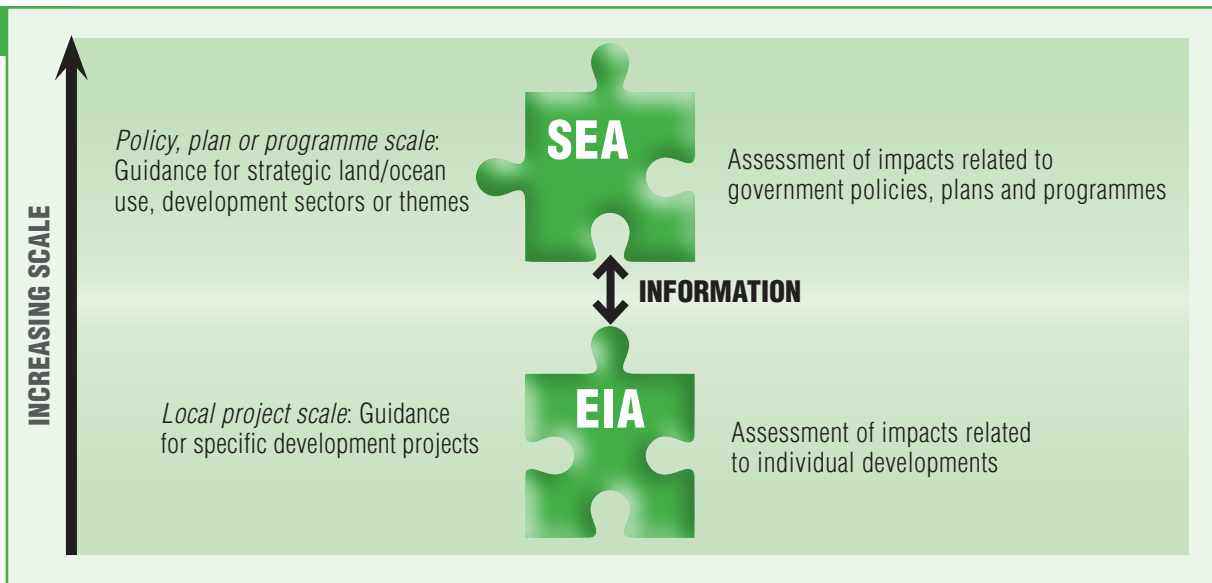 INCREASING SCALE
Policy, plan or programme scale:
Guidance for strategic land/ocean
use, development sectors or themes
SEA
Assessment of impacts related to
government policies, plans and programmes
INFORMATION
Local project scale: Guidance
for specific development projects
EIA
Assessment of impacts related
to individual developments